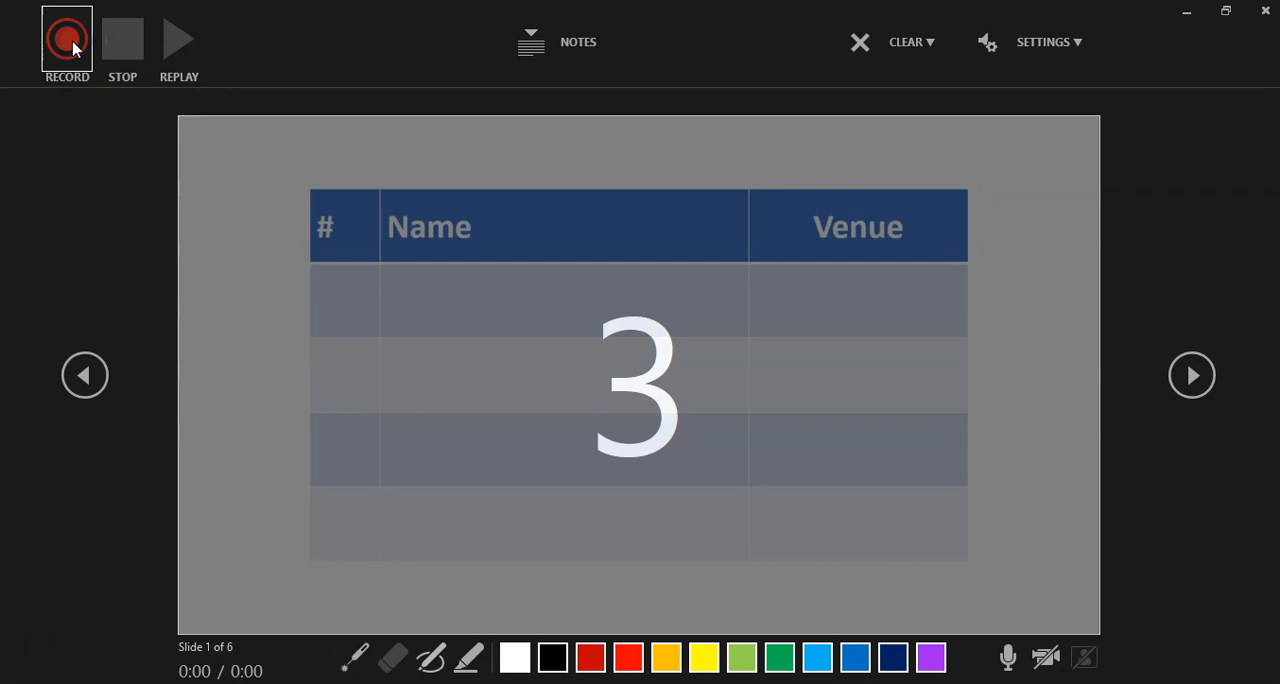 RECORD STOP REPLAY
NOTES
CLEAR
SETTINGS
# Name Venue
3
Slide 1 of 6
0:00 / 0:00